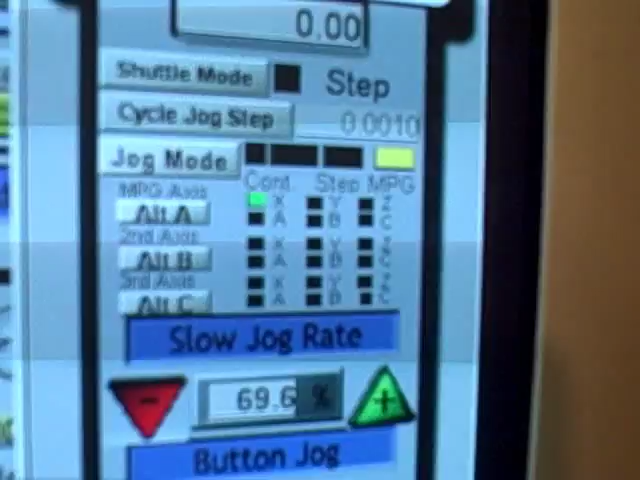 0.00
Shuttle Mode Step
Cycle Jog Step 0.0010
Jog Mode
Cont. Step MPG
MPG Axis X Y Z
Alt A A B C
2nd Axis X Y Z
Alt B A B C
3rd Axis X Y Z
Alt C A B C
Slow Jog Rate
- 69.6 % +
Button Jog